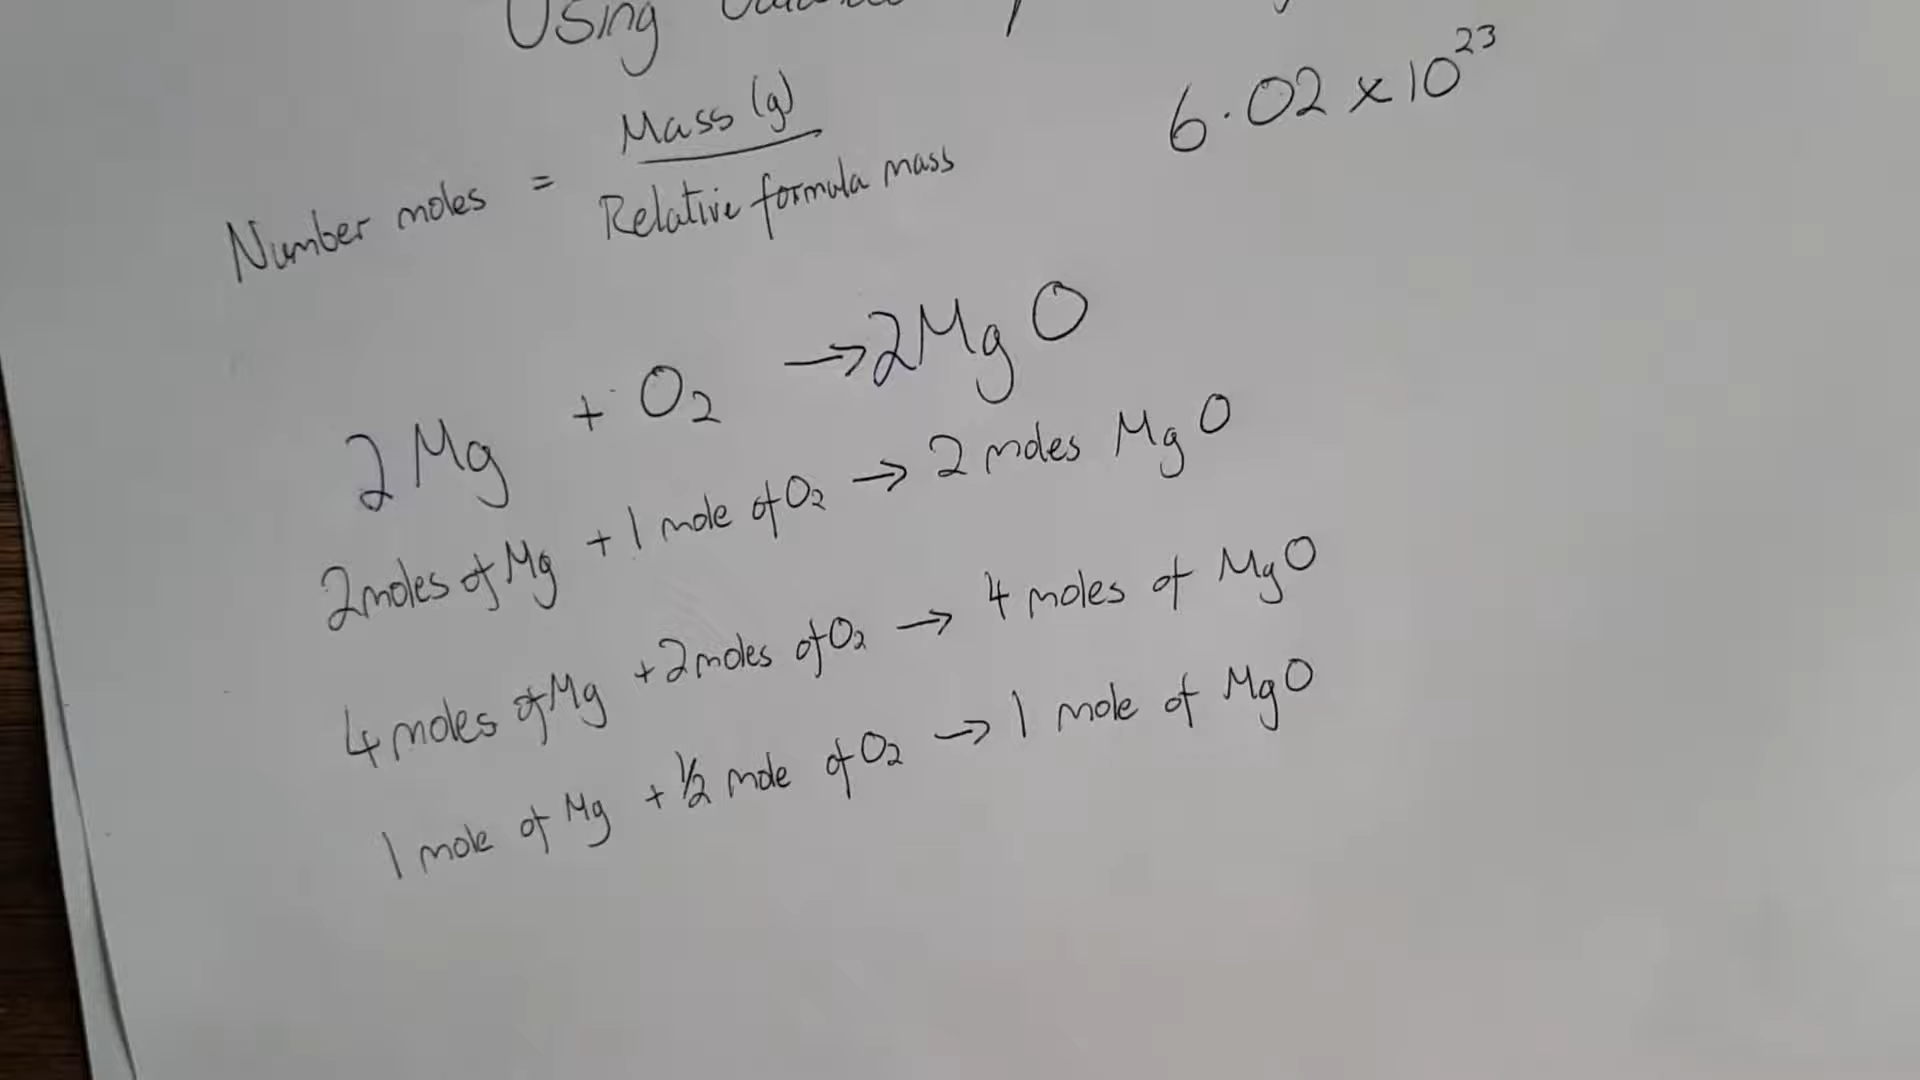 Using
Mass (g)
6.02 x 10²³
Number moles =
Relative formula mass
2Mg + O₂ → 2MgO
2 moles of Mg + 1 mole of O₂ → 2 moles MgO
4 moles of Mg + 2 moles of O₂ → 4 moles of MgO
1 mole of Mg + 1/2 mole of O₂ → 1 mole of MgO